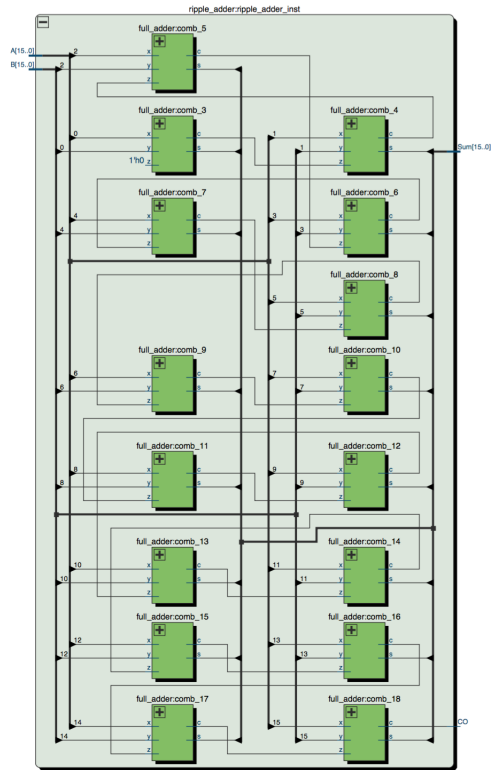 ripple_adder:ripple_adder_inst
full_adder:comb_5
A[15..0]
2
x
c
B[15..0]
2
y
s
z
full_adder:comb_3
full_adder:comb_4
0
x
c
1
x
c
0
y
s
1
y
s
Sum[15..0]
1'h0
z
z
full_adder:comb_7
full_adder:comb_6
4
x
c
3
x
c
4
y
s
3
y
s
z
z
full_adder:comb_8
5
x
c
5
y
s
z
full_adder:comb_9
full_adder:comb_10
6
x
c
7
x
c
6
y
s
7
y
s
z
z
full_adder:comb_11
full_adder:comb_12
8
x
c
9
x
c
8
y
s
9
y
s
z
z
full_adder:comb_13
full_adder:comb_14
10
x
c
11
x
c
10
y
s
11
y
s
z
z
full_adder:comb_15
full_adder:comb_16
12
x
c
13
x
c
12
y
s
13
y
s
z
z
full_adder:comb_17
full_adder:comb_18
14
x
c
15
x
c
CO
14
y
s
15
y
s
z
z